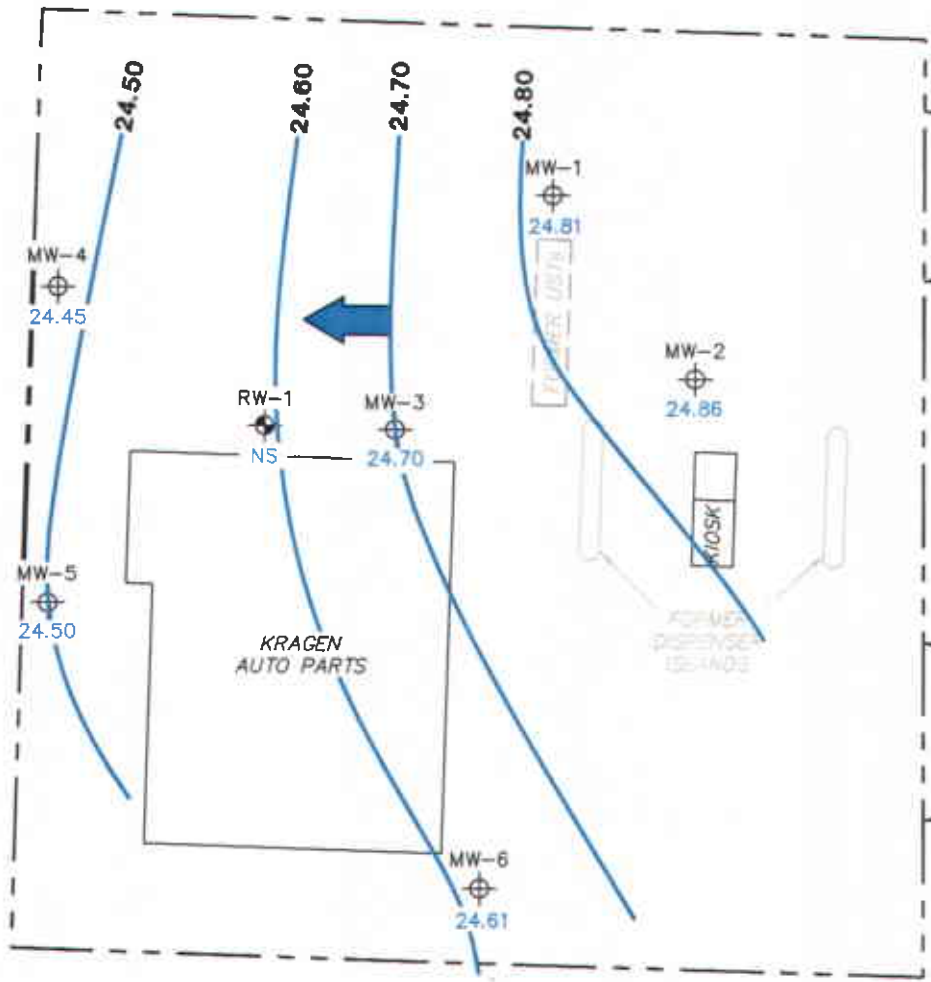 24.50
24.60
24.70
24.80
MW-1
24.81
MW-4
24.45
FORMER USTs
MW-2
24.86
RW-1
NS
MW-3
24.70
KIOSK
MW-5
24.50
KRAGEN
AUTO PARTS
FORMER
DISPENSER
ISLANDS
MW-6
24.61